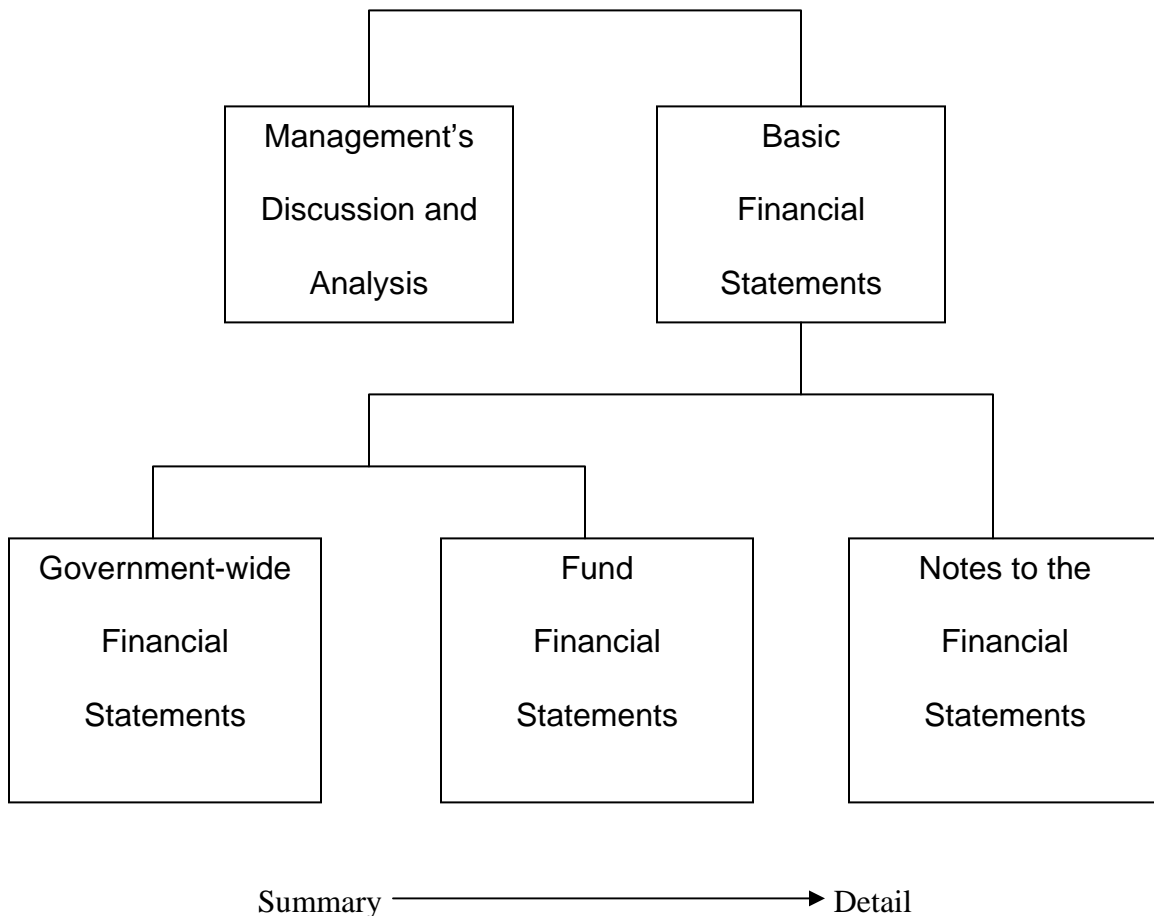 Management’s
Discussion and
Analysis
Basic
Financial
Statements
Government-wide
Financial
Statements
Fund
Financial
Statements
Notes to the
Financial
Statements
Summary Detail